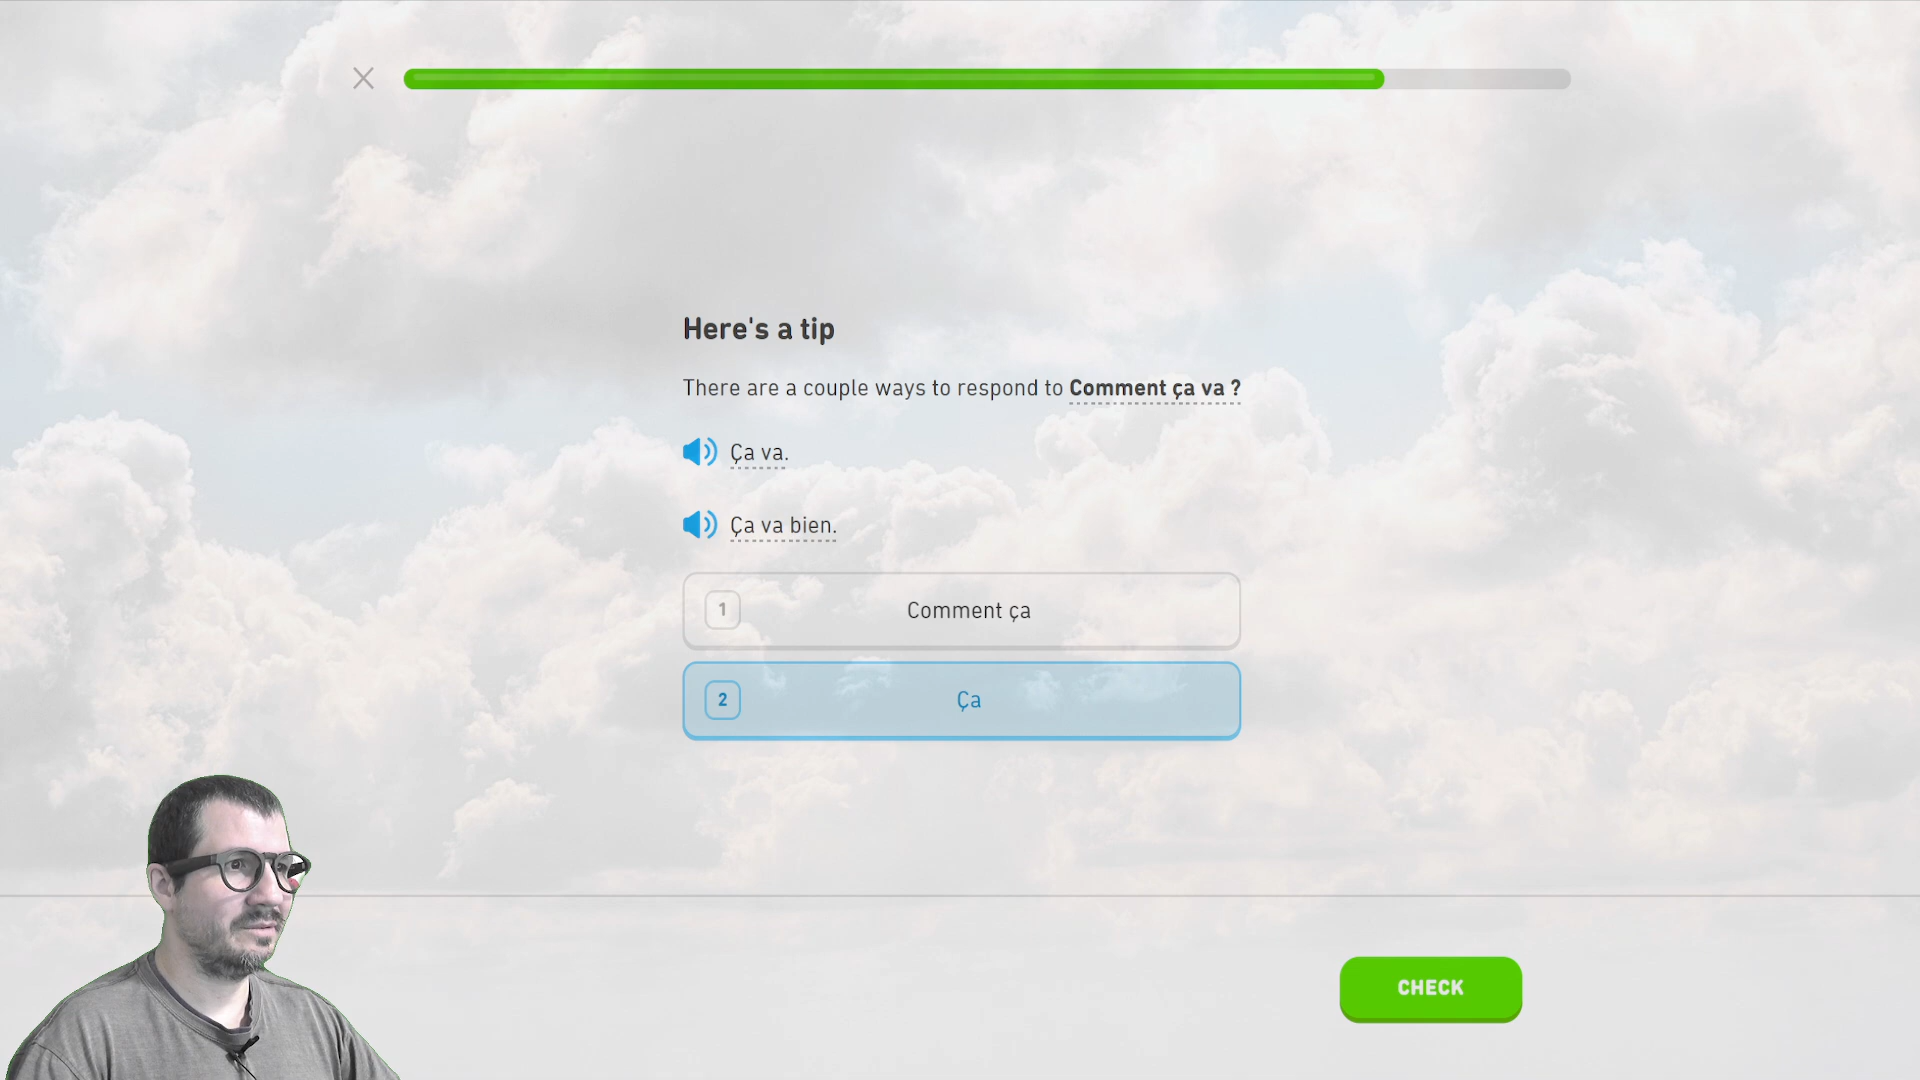 Here's a tip
There are a couple ways to respond to Comment ça va ?
Ça va.
Ça va bien.
1 Comment ça
2 Ça
CHECK